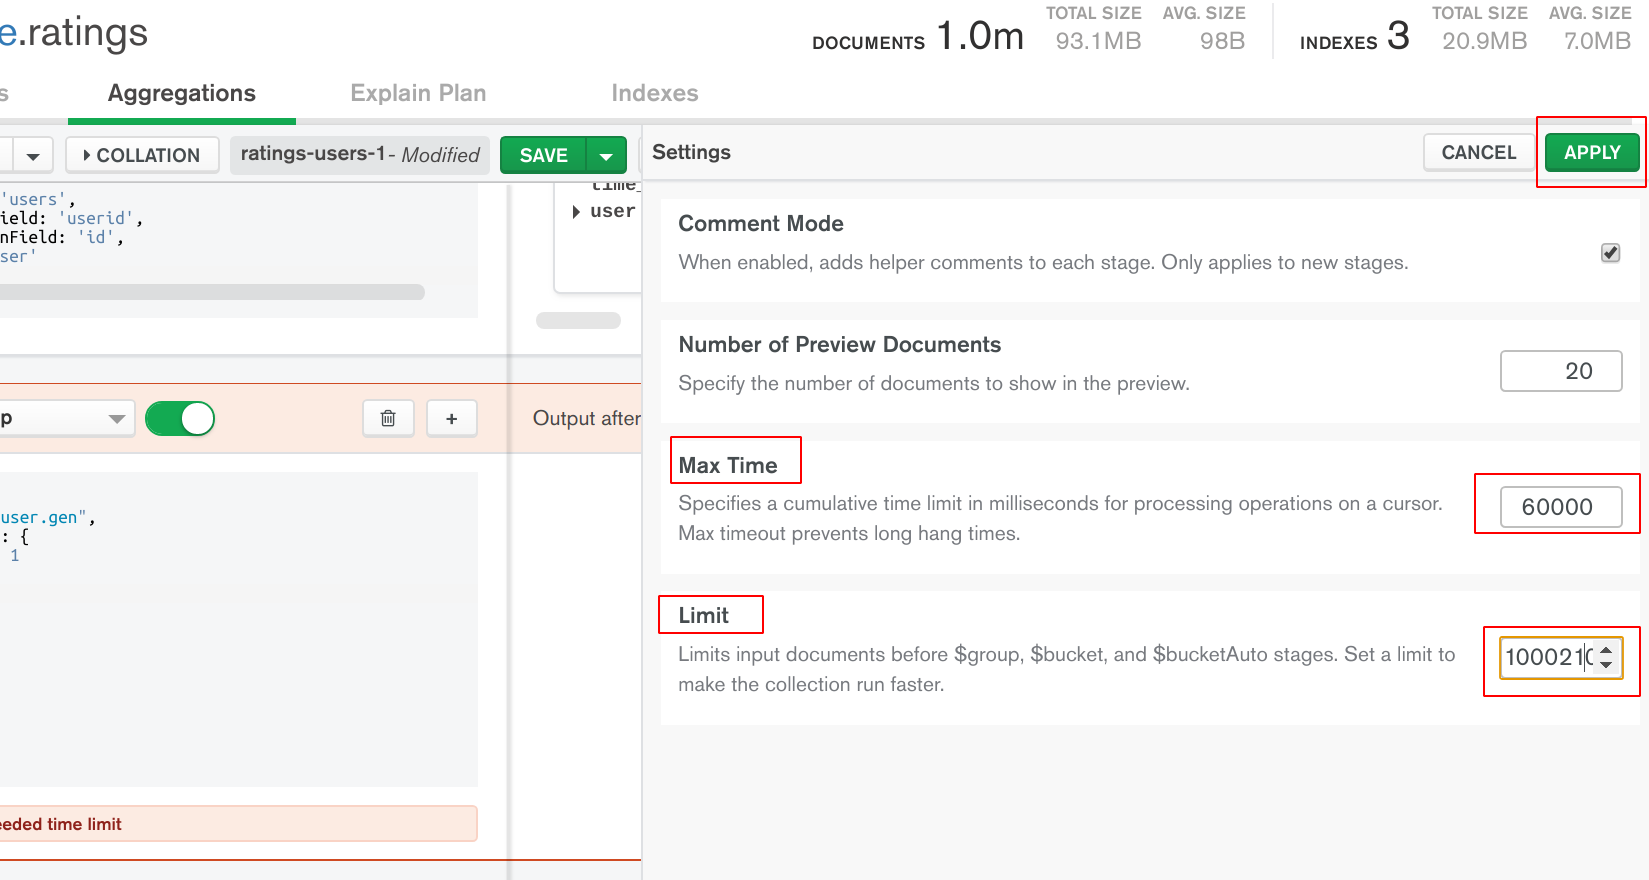 e.ratings
DOCUMENTS 1.0m TOTAL SIZE 93.1MB AVG. SIZE 98B INDEXES 3 TOTAL SIZE 20.9MB AVG. SIZE 7.0MB
s Aggregations Explain Plan Indexes
COLLATION ratings-users-1 - Modified SAVE Settings CANCEL APPLY
'users',
ield: 'userid',
nField: 'id',
ser'
time_
user
Comment Mode
When enabled, adds helper comments to each stage. Only applies to new stages.
Number of Preview Documents
Specify the number of documents to show in the preview.
20
p + Output after
Max Time
Specifies a cumulative time limit in milliseconds for processing operations on a cursor.
Max timeout prevents long hang times.
60000
user.gen",
: {
1
Limit
Limits input documents before $group, $bucket, and $bucketAuto stages. Set a limit to
make the collection run faster.
1000210
eeded time limit